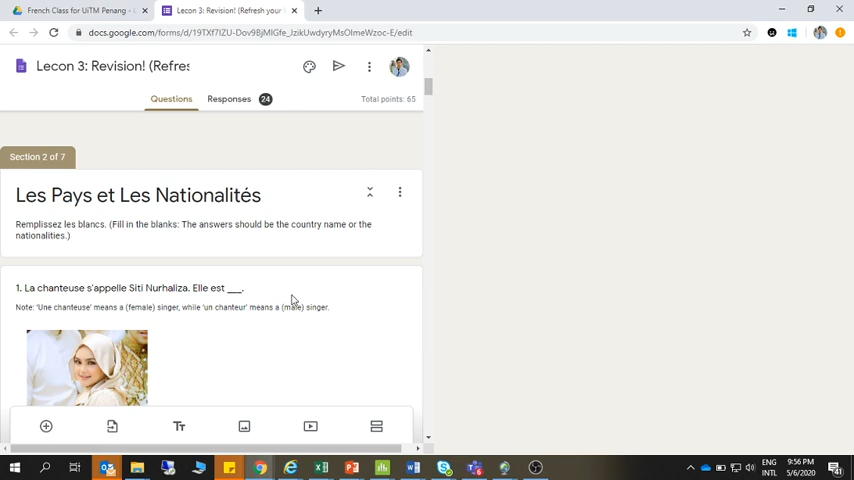 French Class for UiTM Penang - U
Lecon 3: Revision! (Refresh your
docs.google.com/forms/d/19TXf7IZU-Dov9BjMIGfe_JzikUwdyryMsOImeWzoc-E/edit
Lecon 3: Revision! (Refres
Questions
Responses 24
Total points: 65
Section 2 of 7
Les Pays et Les Nationalités
Remplissez les blancs. (Fill in the blanks: The answers should be the country name or the
nationalities.)
1. La chanteuse s'appelle Siti Nurhaliza. Elle est ___.
Note: 'Une chanteuse' means a (female) singer, while 'un chanteur' means a (male) singer.
Tт
ENG
INTL
9:56 PM
5/6/2020
41